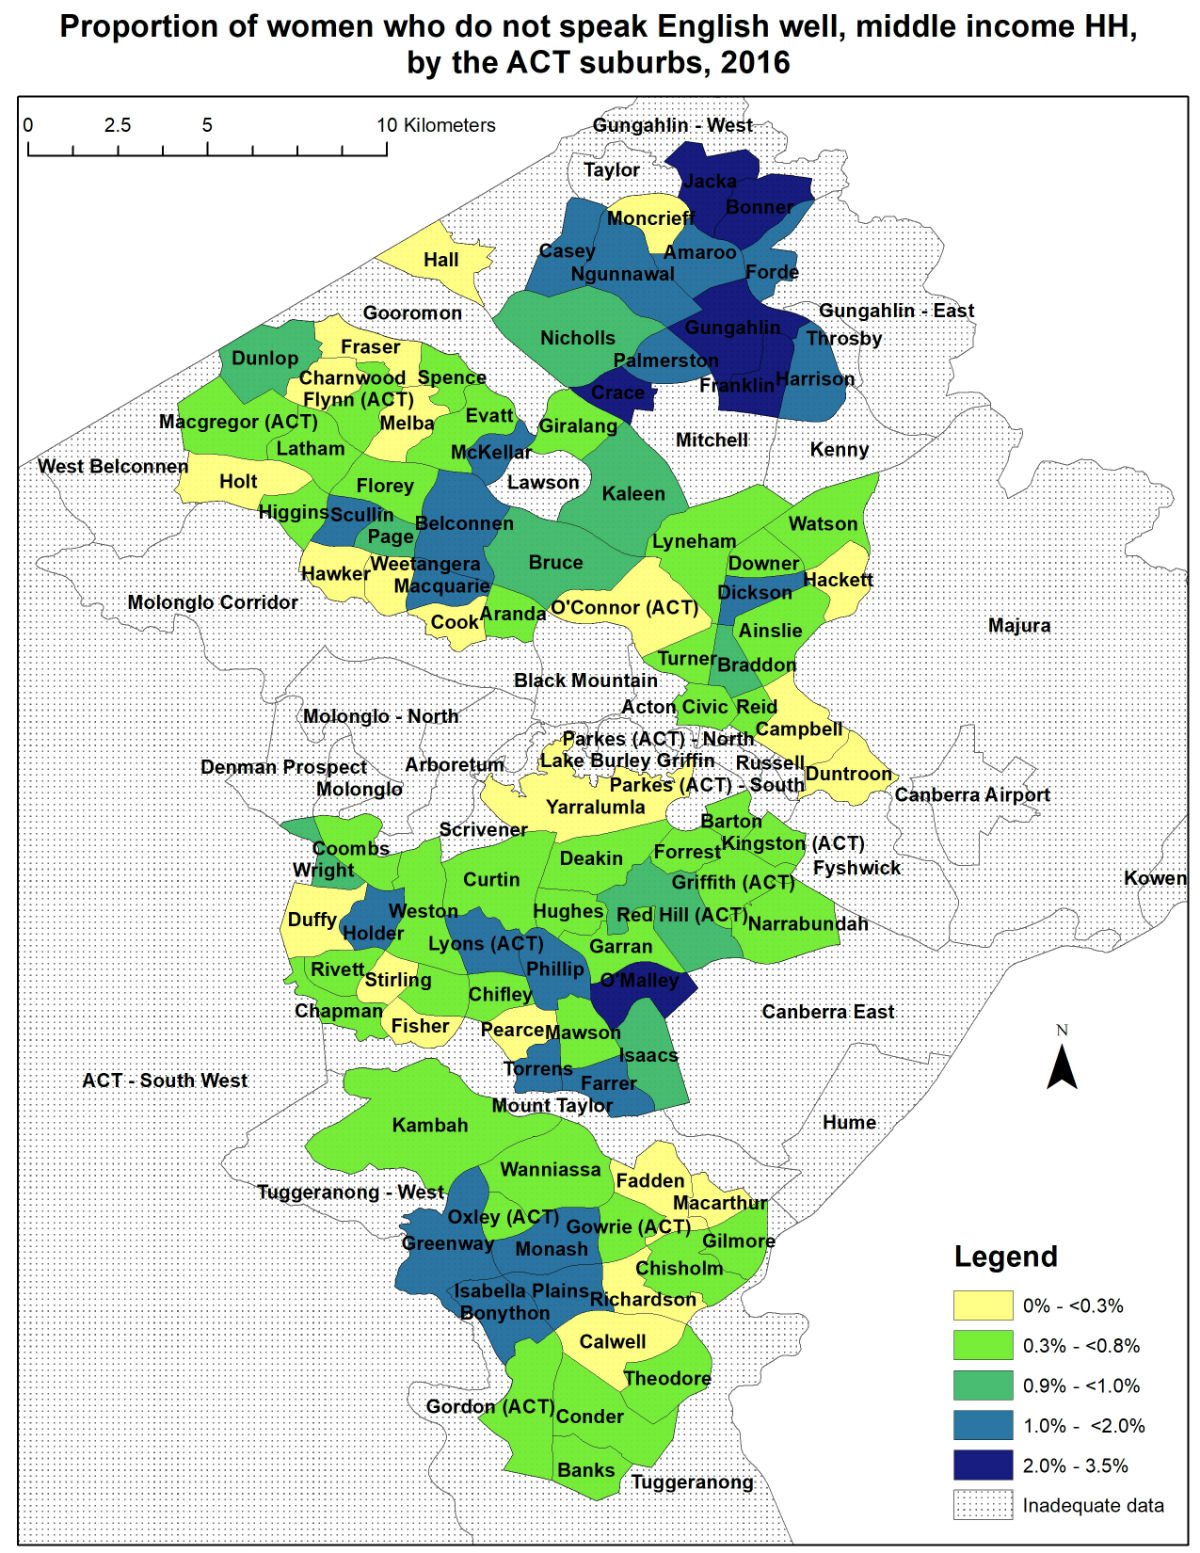 Proportion of women who do not speak English well, middle income HH,
by the ACT suburbs, 2016
0 2.5 5 10 Kilometers
Gungahlin - West
Taylor
Jacka
Bonner
Moncrieff
Casey
Amaroo
Hall
Ngunnawal
Forde
Gooromon
Gungahlin - East
Gungahlin
Nicholls
Throsby
Fraser
Dunlop
Palmerston
Charnwood
Spence
Franklin
Harrison
Crace
Flynn (ACT)
Macgregor (ACT)
Melba
Evatt
Giralang
Mitchell
Latham
McKellar
Kenny
West Belconnen
Holt
Florey
Lawson
Kaleen
Higgins
Scullin
Belconnen
Watson
Page
Lyneham
Bruce
Downer
Hawker
Weetangera
Macquarie
Dickson
Hackett
Molonglo Corridor
Cook
Aranda
O'Connor (ACT)
Ainslie
Majura
Turner
Braddon
Black Mountain
Acton
Civic
Reid
Molonglo - North
Campbell
Parkes (ACT) - North
Denman Prospect
Arboretum
Lake Burley Griffin
Russell
Duntroon
Molonglo
Parkes (ACT) - South
Canberra Airport
Yarralumla
Scrivener
Barton
Coombs
Kingston (ACT)
Deakin
Forrest
Wright
Fyshwick
Curtin
Griffith (ACT)
Kowen
Duffy
Weston
Hughes
Red Hill (ACT)
Narrabundah
Holder
Lyons (ACT)
Garran
Rivett
Stirling
Phillip
O'Malley
Chifley
Chapman
Canberra East
Fisher
Pearce
Mawson
N
Isaacs
Torrens
Farrer
ACT - South West
Mount Taylor
Kambah
Hume
Wanniassa
Fadden
Tuggeranong - West
Macarthur
Oxley (ACT)
Gowrie (ACT)
Greenway
Monash
Gilmore
Chisholm
Isabella Plains
Richardson
Bonython
Calwell
Theodore
Gordon (ACT)
Conder
Banks
Tuggeranong
Legend
0% - <0.3%
0.3% - <0.8%
0.9% - <1.0%
1.0% - <2.0%
2.0% - 3.5%
Inadequate data